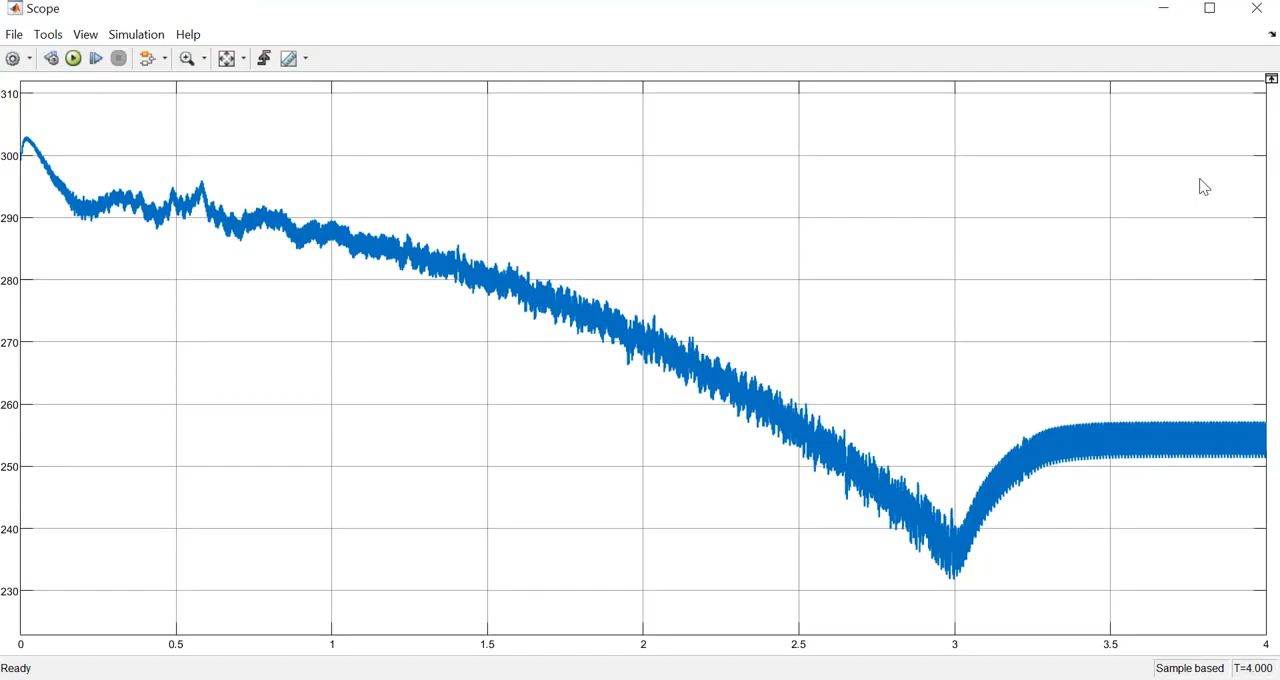 Scope
File Tools View Simulation Help
310
300
290
280
270
260
250
240
230
0 0.5 1 1.5 2 2.5 3 3.5 4
Ready Sample based T=4.000